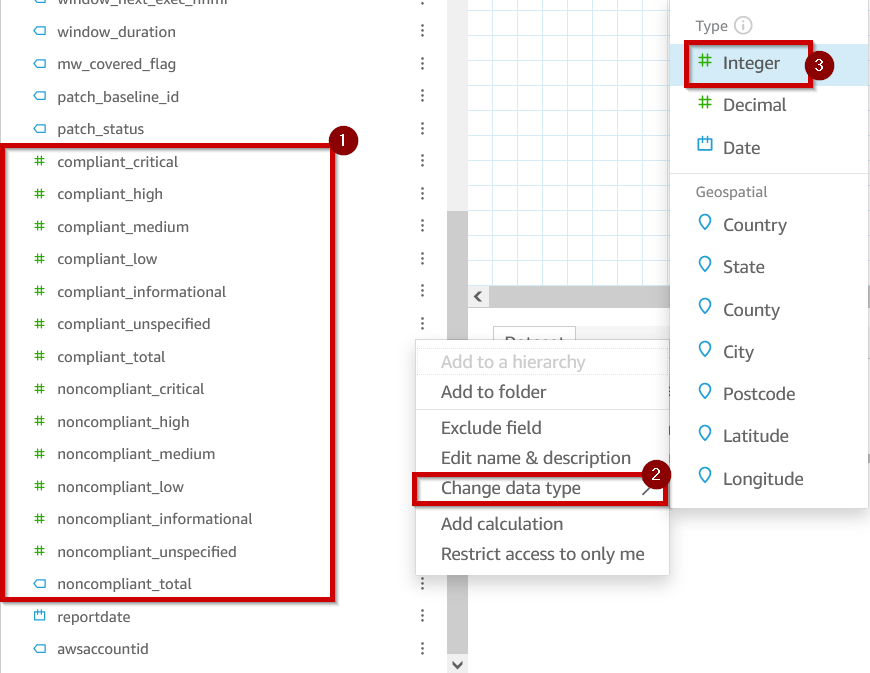 window_next_exec_hhmi
window_duration
mw_covered_flag
patch_baseline_id
patch_status
1
compliant_critical
compliant_high
compliant_medium
compliant_low
compliant_informational
compliant_unspecified
compliant_total
noncompliant_critical
noncompliant_high
noncompliant_medium
noncompliant_low
noncompliant_informational
noncompliant_unspecified
noncompliant_total
reportdate
awsaccountid
Dataset
Add to a hierarchy
Add to folder
Exclude field
Edit name & description
2
Change data type
Add calculation
Restrict access to only me
Type
Integer
3
Decimal
Date
Geospatial
Country
State
County
City
Postcode
Latitude
Longitude